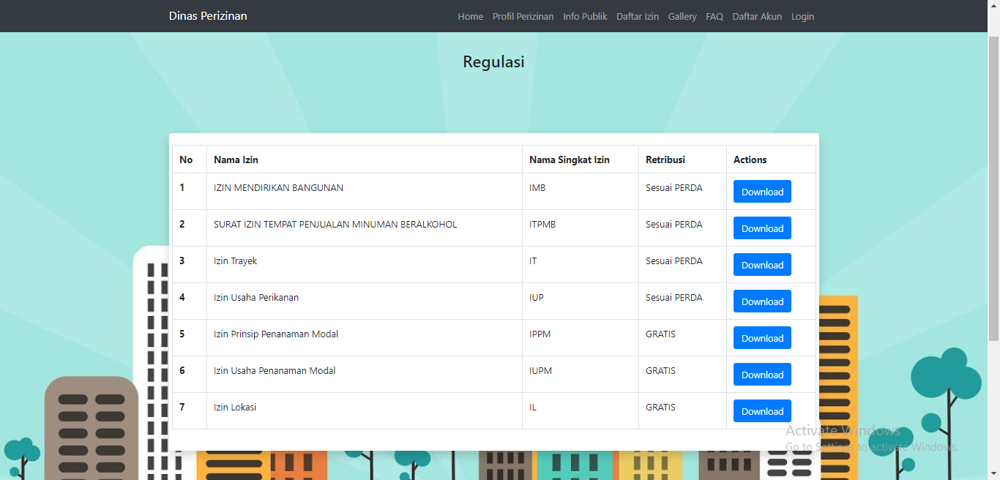 Dinas Perizinan Home Profil Perizinan Info Publik Daftar Izin Gallery FAQ Daftar Akun Login
Regulasi
No Nama Izin Nama Singkat Izin Retribusi Actions
1 IZIN MENDIRIKAN BANGUNAN IMB Sesuai PERDA Download
2 SURAT IZIN TEMPAT PENJUALAN MINUMAN BERALKOHOL ITPMB Sesuai PERDA Download
3 Izin Trayek IT Sesuai PERDA Download
4 Izin Usaha Perikanan IUP Sesuai PERDA Download
5 Izin Prinsip Penanaman Modal IPPM GRATIS Download
6 Izin Usaha Penanaman Modal IUPM GRATIS Download
7 Izin Lokasi IL GRATIS Download
Activate Windows
Go to Settings to activate Windows.